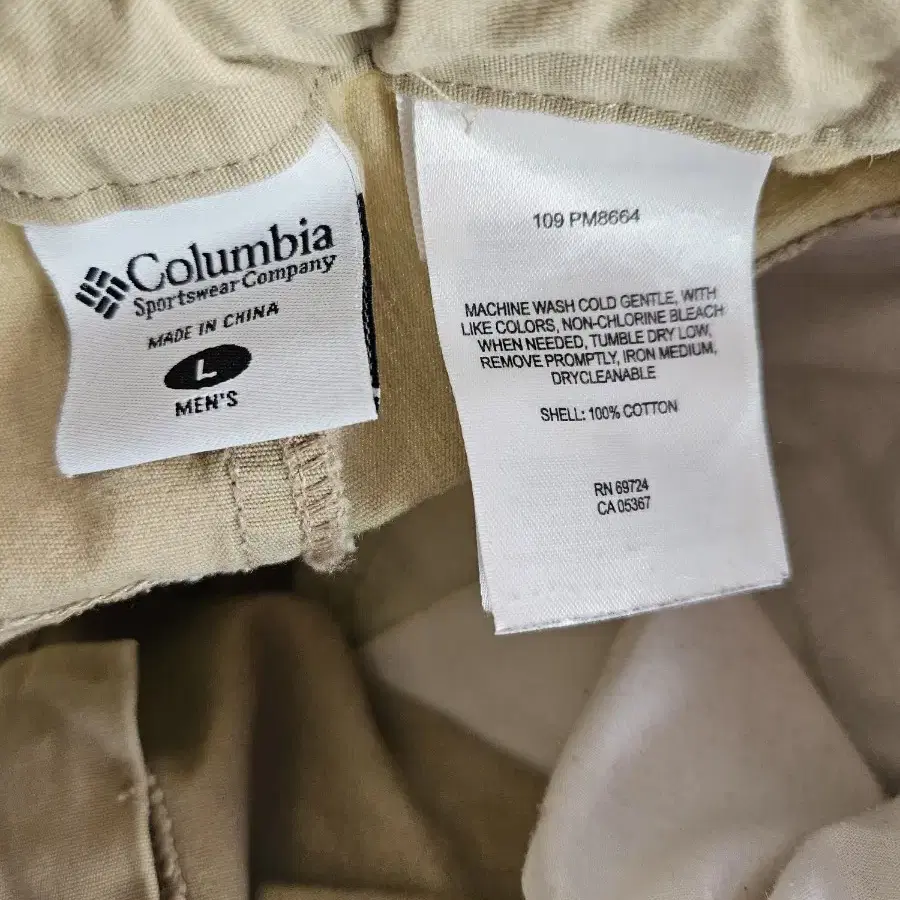 Columbia
Sportswear Company
MADE IN CHINA
L
MEN'S
109 PM8664
MACHINE WASH COLD GENTLE, WITH
LIKE COLORS, NON-CHLORINE BLEACH
WHEN NEEDED, TUMBLE DRY LOW,
REMOVE PROMPTLY, IRON MEDIUM,
DRYCLEANABLE
SHELL: 100% COTTON
RN 69724
CA 05367